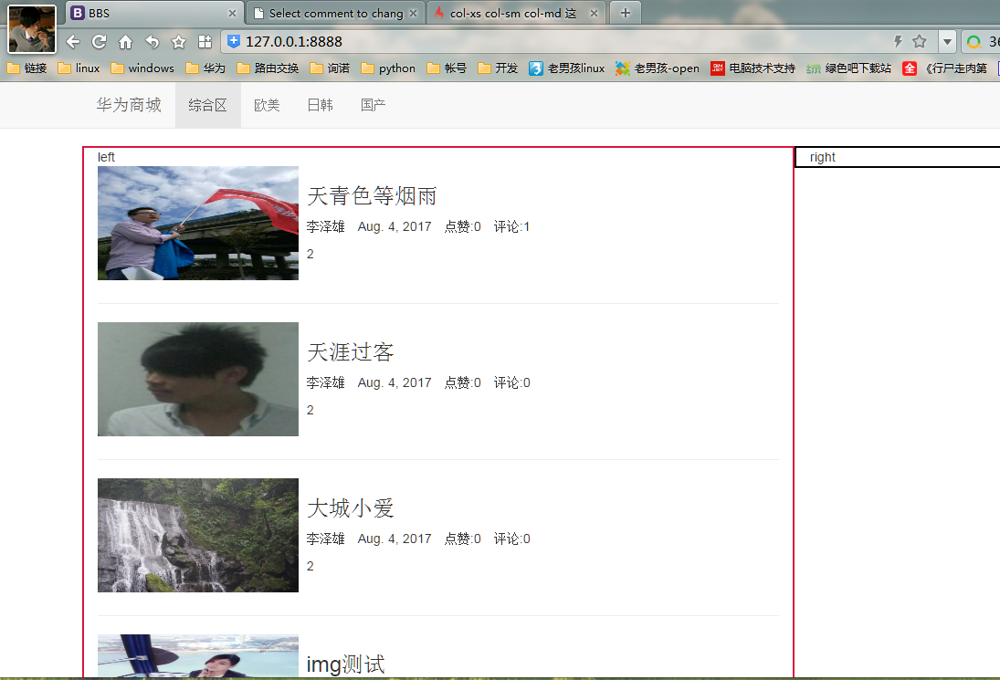 BBS
Select comment to chang
col-xs col-sm col-md 这
127.0.0.1:8888
链接 linux windows 华为 路由交换 询诺 python 帐号 开发 老男孩linux 老男孩-open 电脑技术支持 绿色吧下载站 《行尸走肉第
华为商城 综合区 欧美 日韩 国产
left
right
天青色等烟雨
李泽雄 Aug. 4, 2017 点赞:0 评论:1
2
天涯过客
李泽雄 Aug. 4, 2017 点赞:0 评论:0
2
大城小爱
李泽雄 Aug. 4, 2017 点赞:0 评论:0
2
img测试